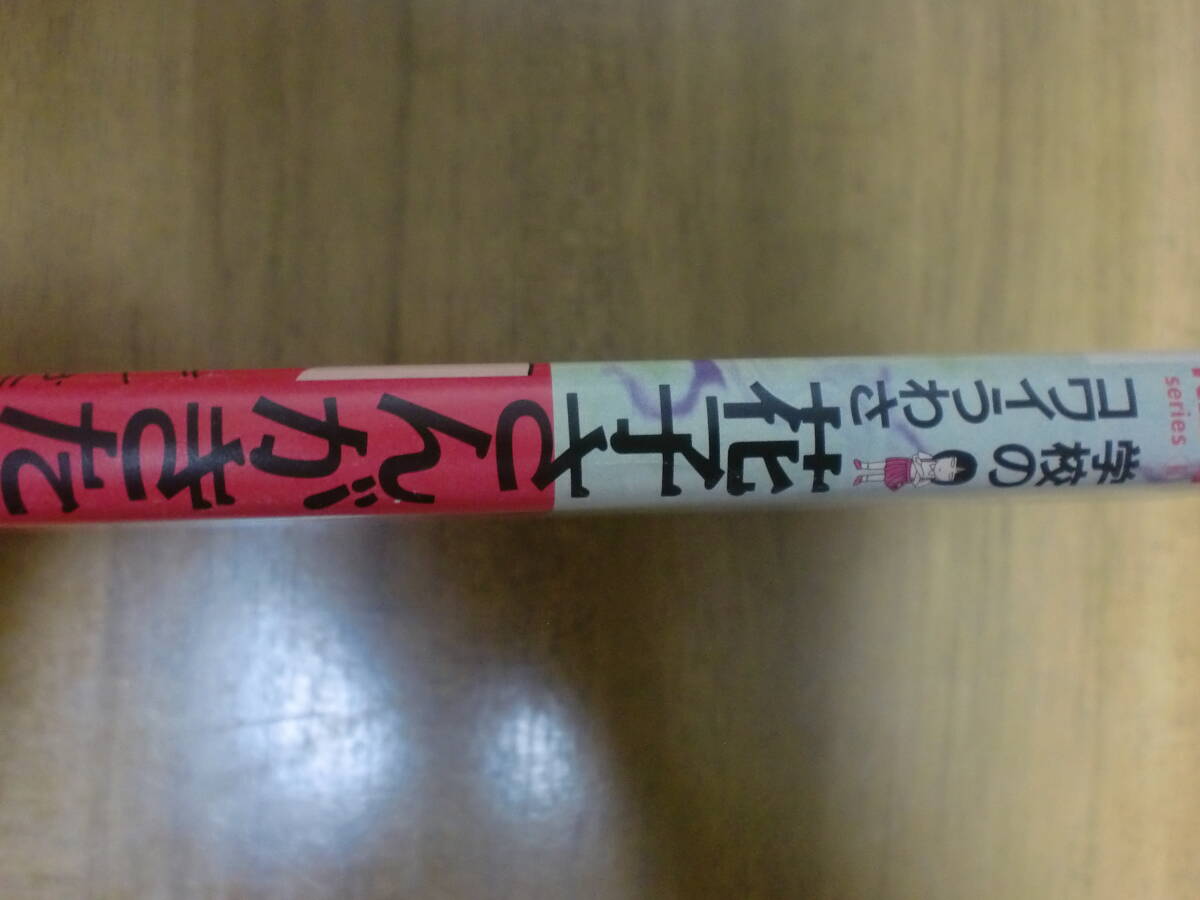 series
学校の
コワイうわさ
花子さんがきた